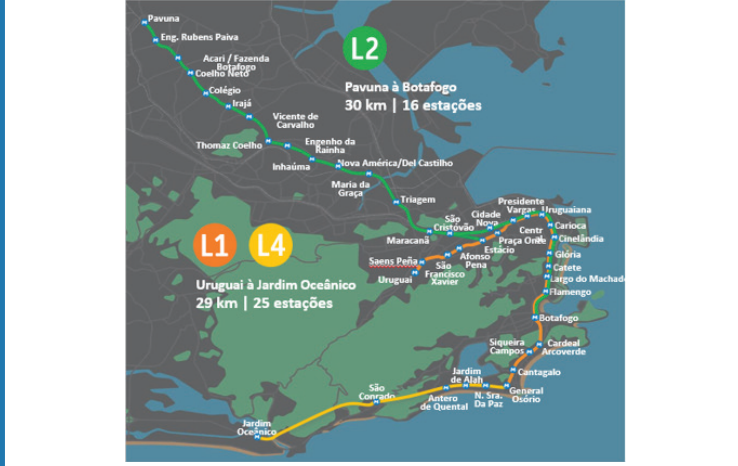 Pavuna
Eng. Rubens Paiva
Acari / Fazenda
Botafogo
Coelho Neto
Colégio
Irajá
Vicente de
Carvalho
Thomaz Coelho
Engenho da
Rainha
Inhaúma
Nova América/Del Castilho
Maria da
Graça
Triagem
L2
Pavuna à Botafogo
30 km | 16 estações
Maracanã
São
Cristóvão
Cidade
Nova
Presidente
Vargas
Uruguaiana
Centr
al
Praça Onze
Estácio
Carioca
Cinelândia
Glória
Catete
Largo do Machado
Flamengo
Botafogo
L1
L4
Uruguai à Jardim Oceânico
29 km | 25 estações
Saens Peña
Uruguai
São
Francisco
Xavier
Afonso
Pena
Siqueira
Campos
Cardeal
Arcoverde
Cantagalo
General
Osório
N. Sra.
Da Paz
Jardim
de Alah
Antero
de Quental
São
Conrado
Jardim
Oceânico